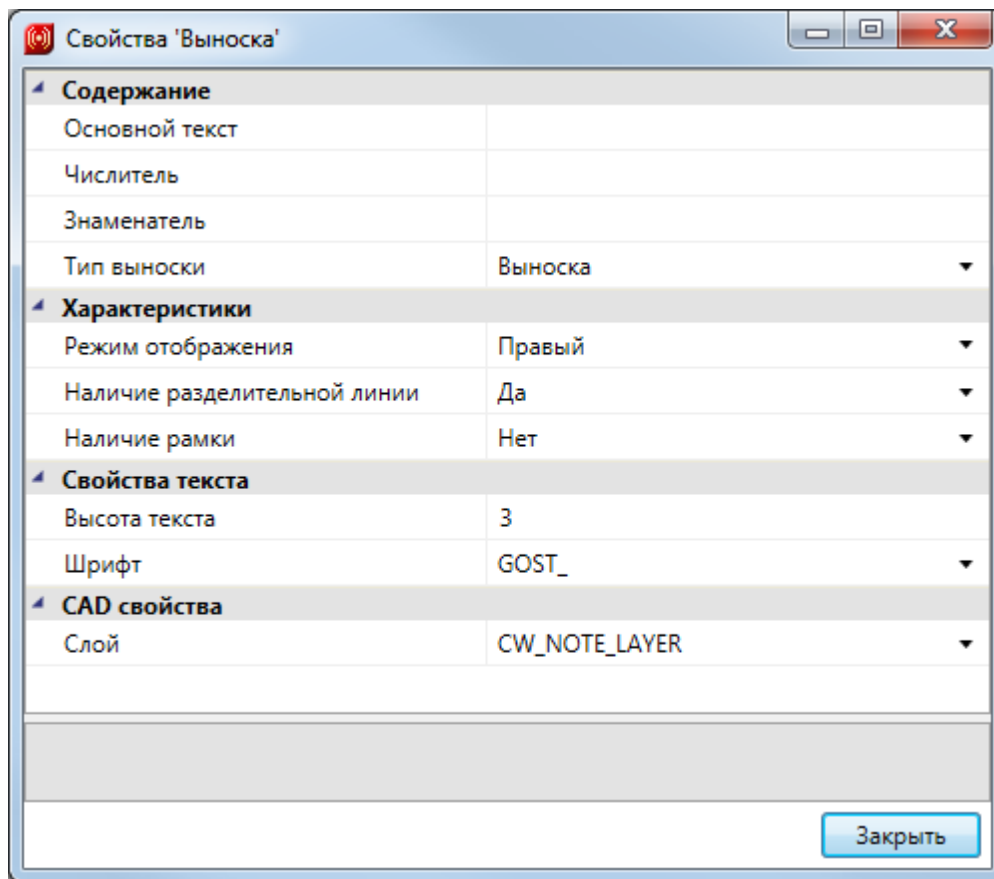 Свойства 'Выноска'
Содержание
Основной текст
Числитель
Знаменатель
Тип выноски Выноска
Характеристики
Режим отображения Правый
Наличие разделительной линии Да
Наличие рамки Нет
Свойства текста
Высота текста 3
Шрифт GOST_
CAD свойства
Слой CW_NOTE_LAYER
Закрыть